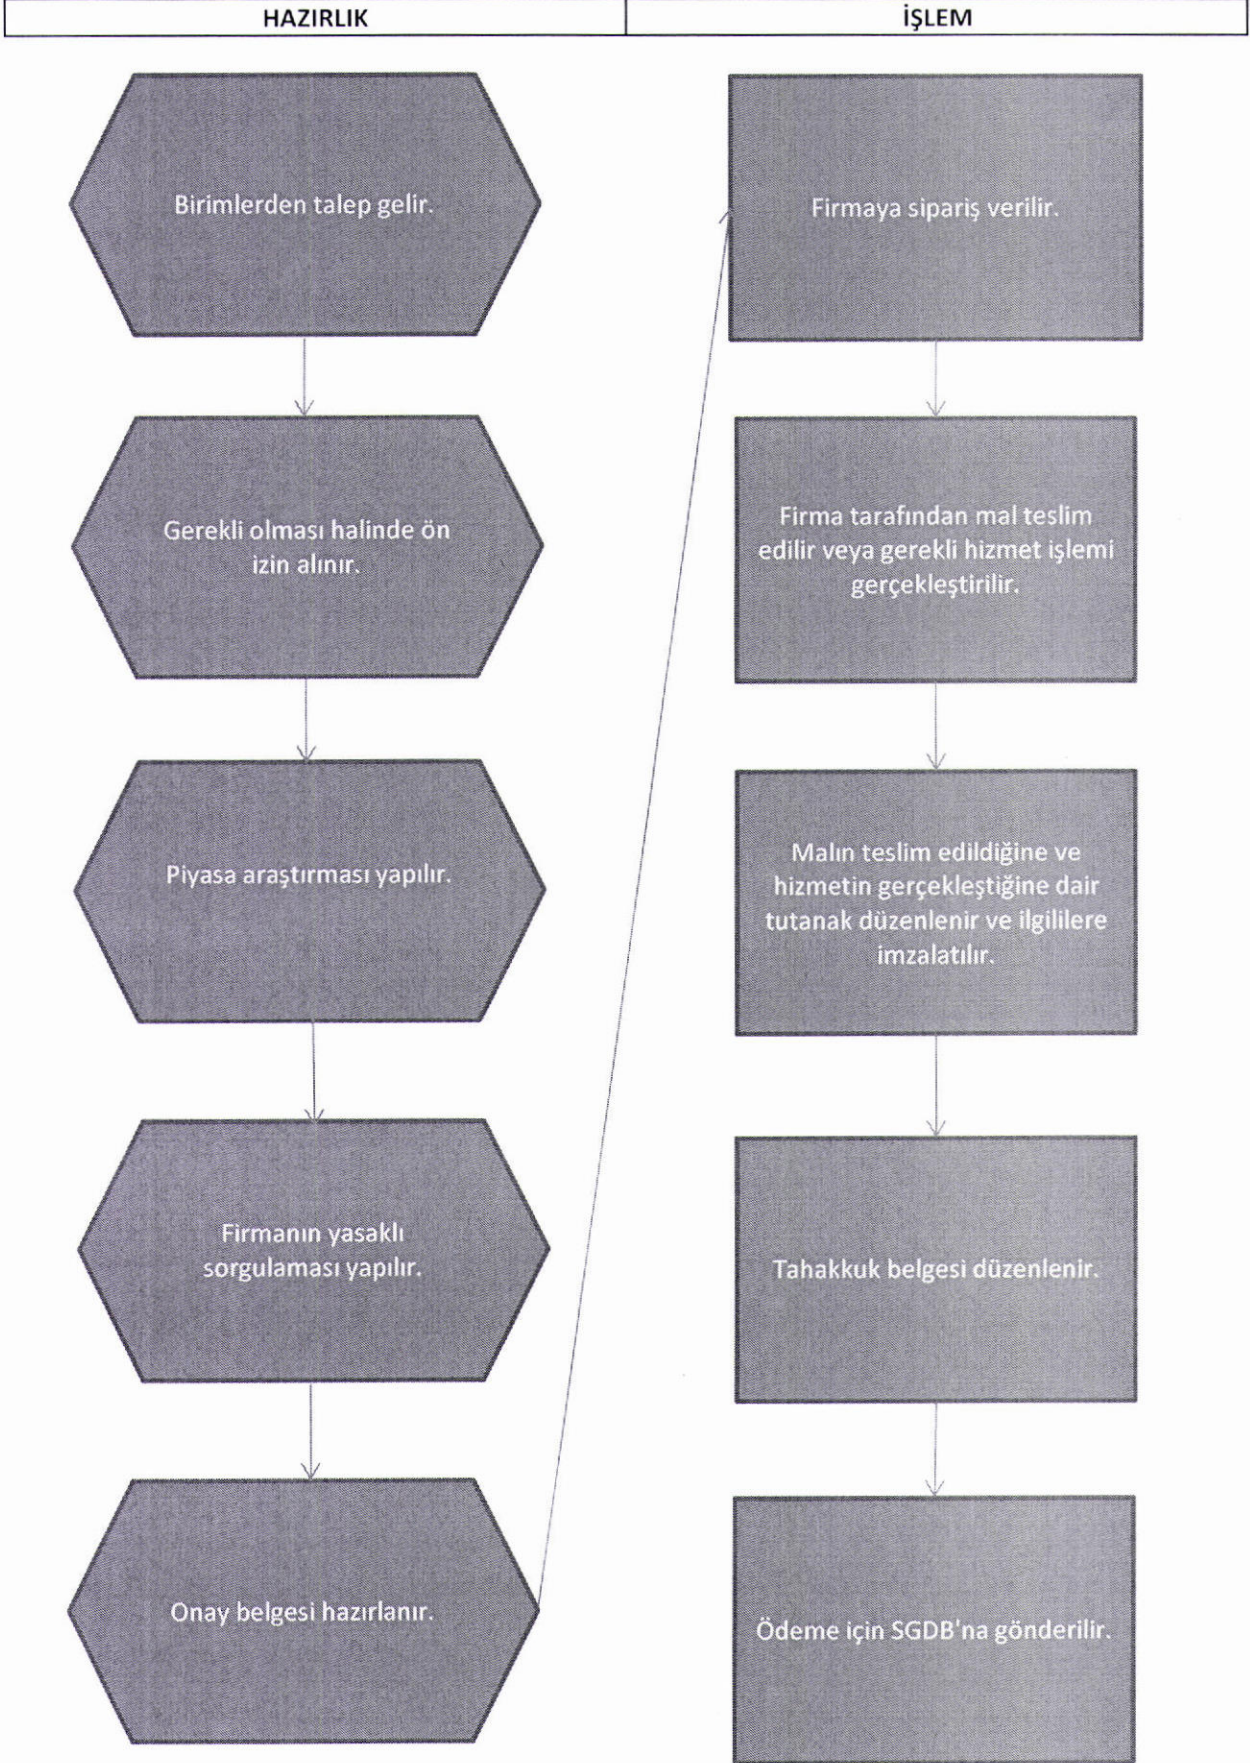 HAZIRLIK
İŞLEM
Birimlerden talep gelir.
Gerekli olması halinde ön
izin alınır.
Piyasa araştırması yapılır.
Firmanın yasaklı
sorgulaması yapılır.
Onay belgesi hazırlanır.
Firmaya sipariş verilir.
Firma tarafından mal teslim
edilir veya gerekli hizmet işlemi
gerçekleştirilir.
Malın teslim edildiğine ve
hizmetin gerçekleştiğine dair
tutanak düzenlenir ve ilgililere
imzalatılır.
Tahakkuk belgesi düzenlenir.
Ödeme için SGDB'na gönderilir.